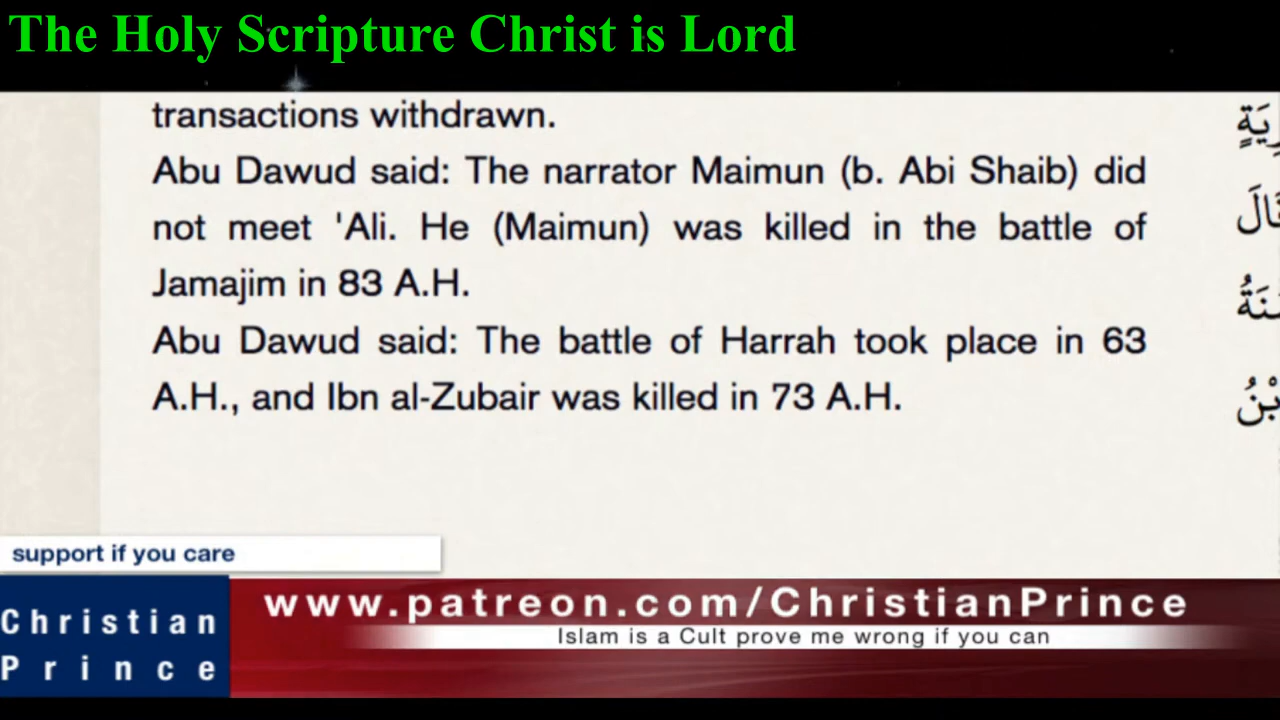 The Holy Scripture Christ is Lord
transactions withdrawn.
Abu Dawud said: The narrator Maimun (b. Abi Shaib) did
not meet 'Ali. He (Maimun) was killed in the battle of
Jamajim in 83 A.H.
Abu Dawud said: The battle of Harrah took place in 63
A.H., and Ibn al-Zubair was killed in 73 A.H.
support if you care
Christian
Prince
www.patreon.com/ChristianPrince
Islam is a Cult prove me wrong if you can